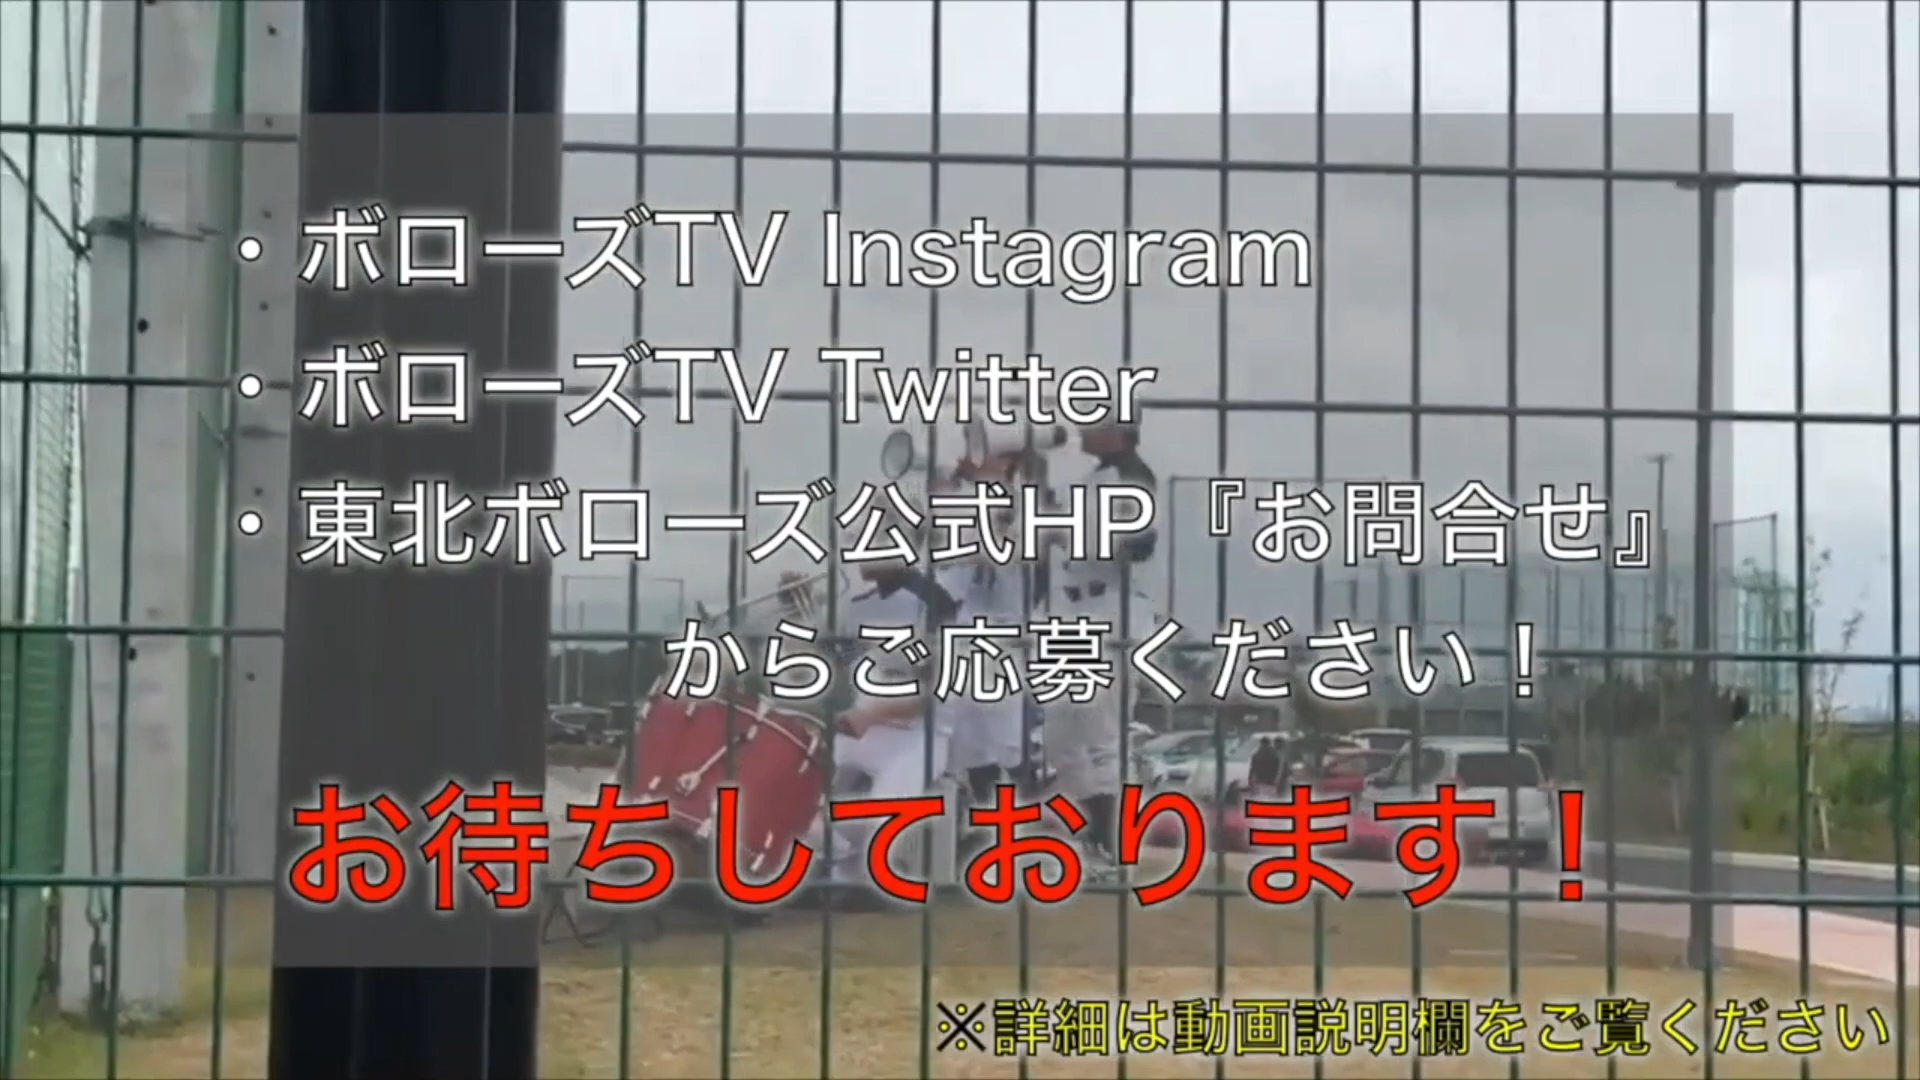 ・ボローズTV Instagram
・ボローズTV Twitter
・東北ボローズ公式HP『お問合せ』
からご応募ください！
お待ちしております！
※詳細は動画説明欄をご覧ください